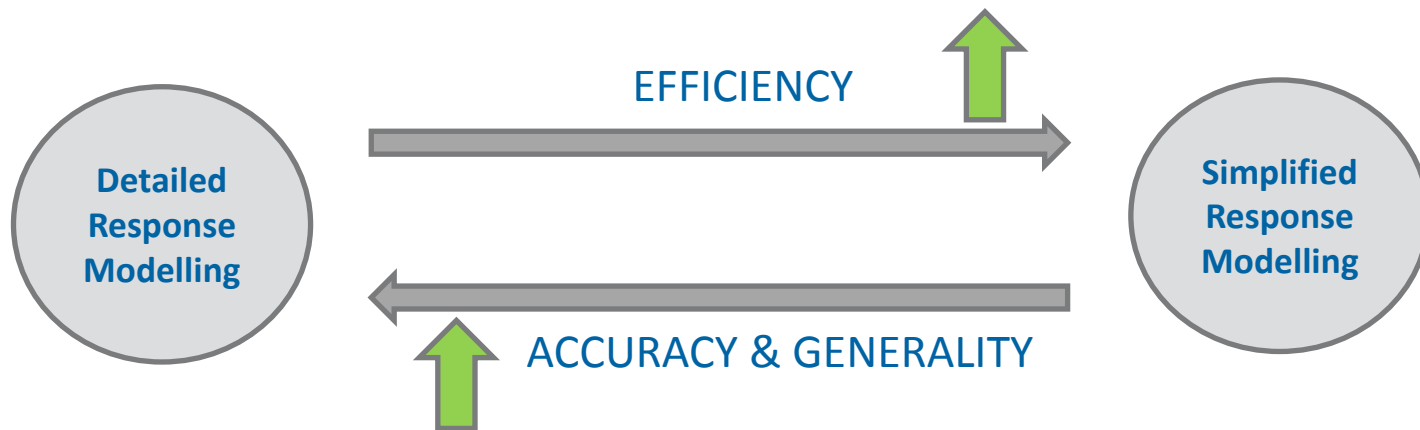 EFFICIENCY
Detailed
Response
Modelling
Simplified
Response
Modelling
ACCURACY & GENERALITY